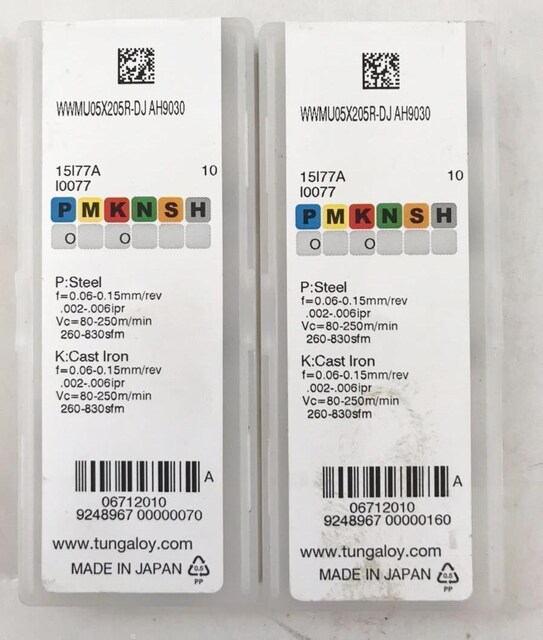 WWMU05X205R-DJ AH9030
15I77A 10
I0077
P M K N S H
O O
P:Steel
f=0.06-0.15mm/rev
.002-.006ipr
Vc=80-250m/min
260-830sfm
K:Cast Iron
f=0.06-0.15mm/rev
.002-.006ipr
Vc=80-250m/min
260-830sfm
A
06712010
9248967 00000070
www.tungaloy.com
MADE IN JAPAN 0.5
PP
WWMU05X205R-DJ AH9030
15I77A 10
I0077
P M K N S H
O O
P:Steel
f=0.06-0.15mm/rev
.002-.006ipr
Vc=80-250m/min
260-830sfm
K:Cast Iron
f=0.06-0.15mm/rev
.002-.006ipr
Vc=80-250m/min
260-830sfm
A
06712010
9248967 00000160
www.tungaloy.com
MADE IN JAPAN 0.5
PP